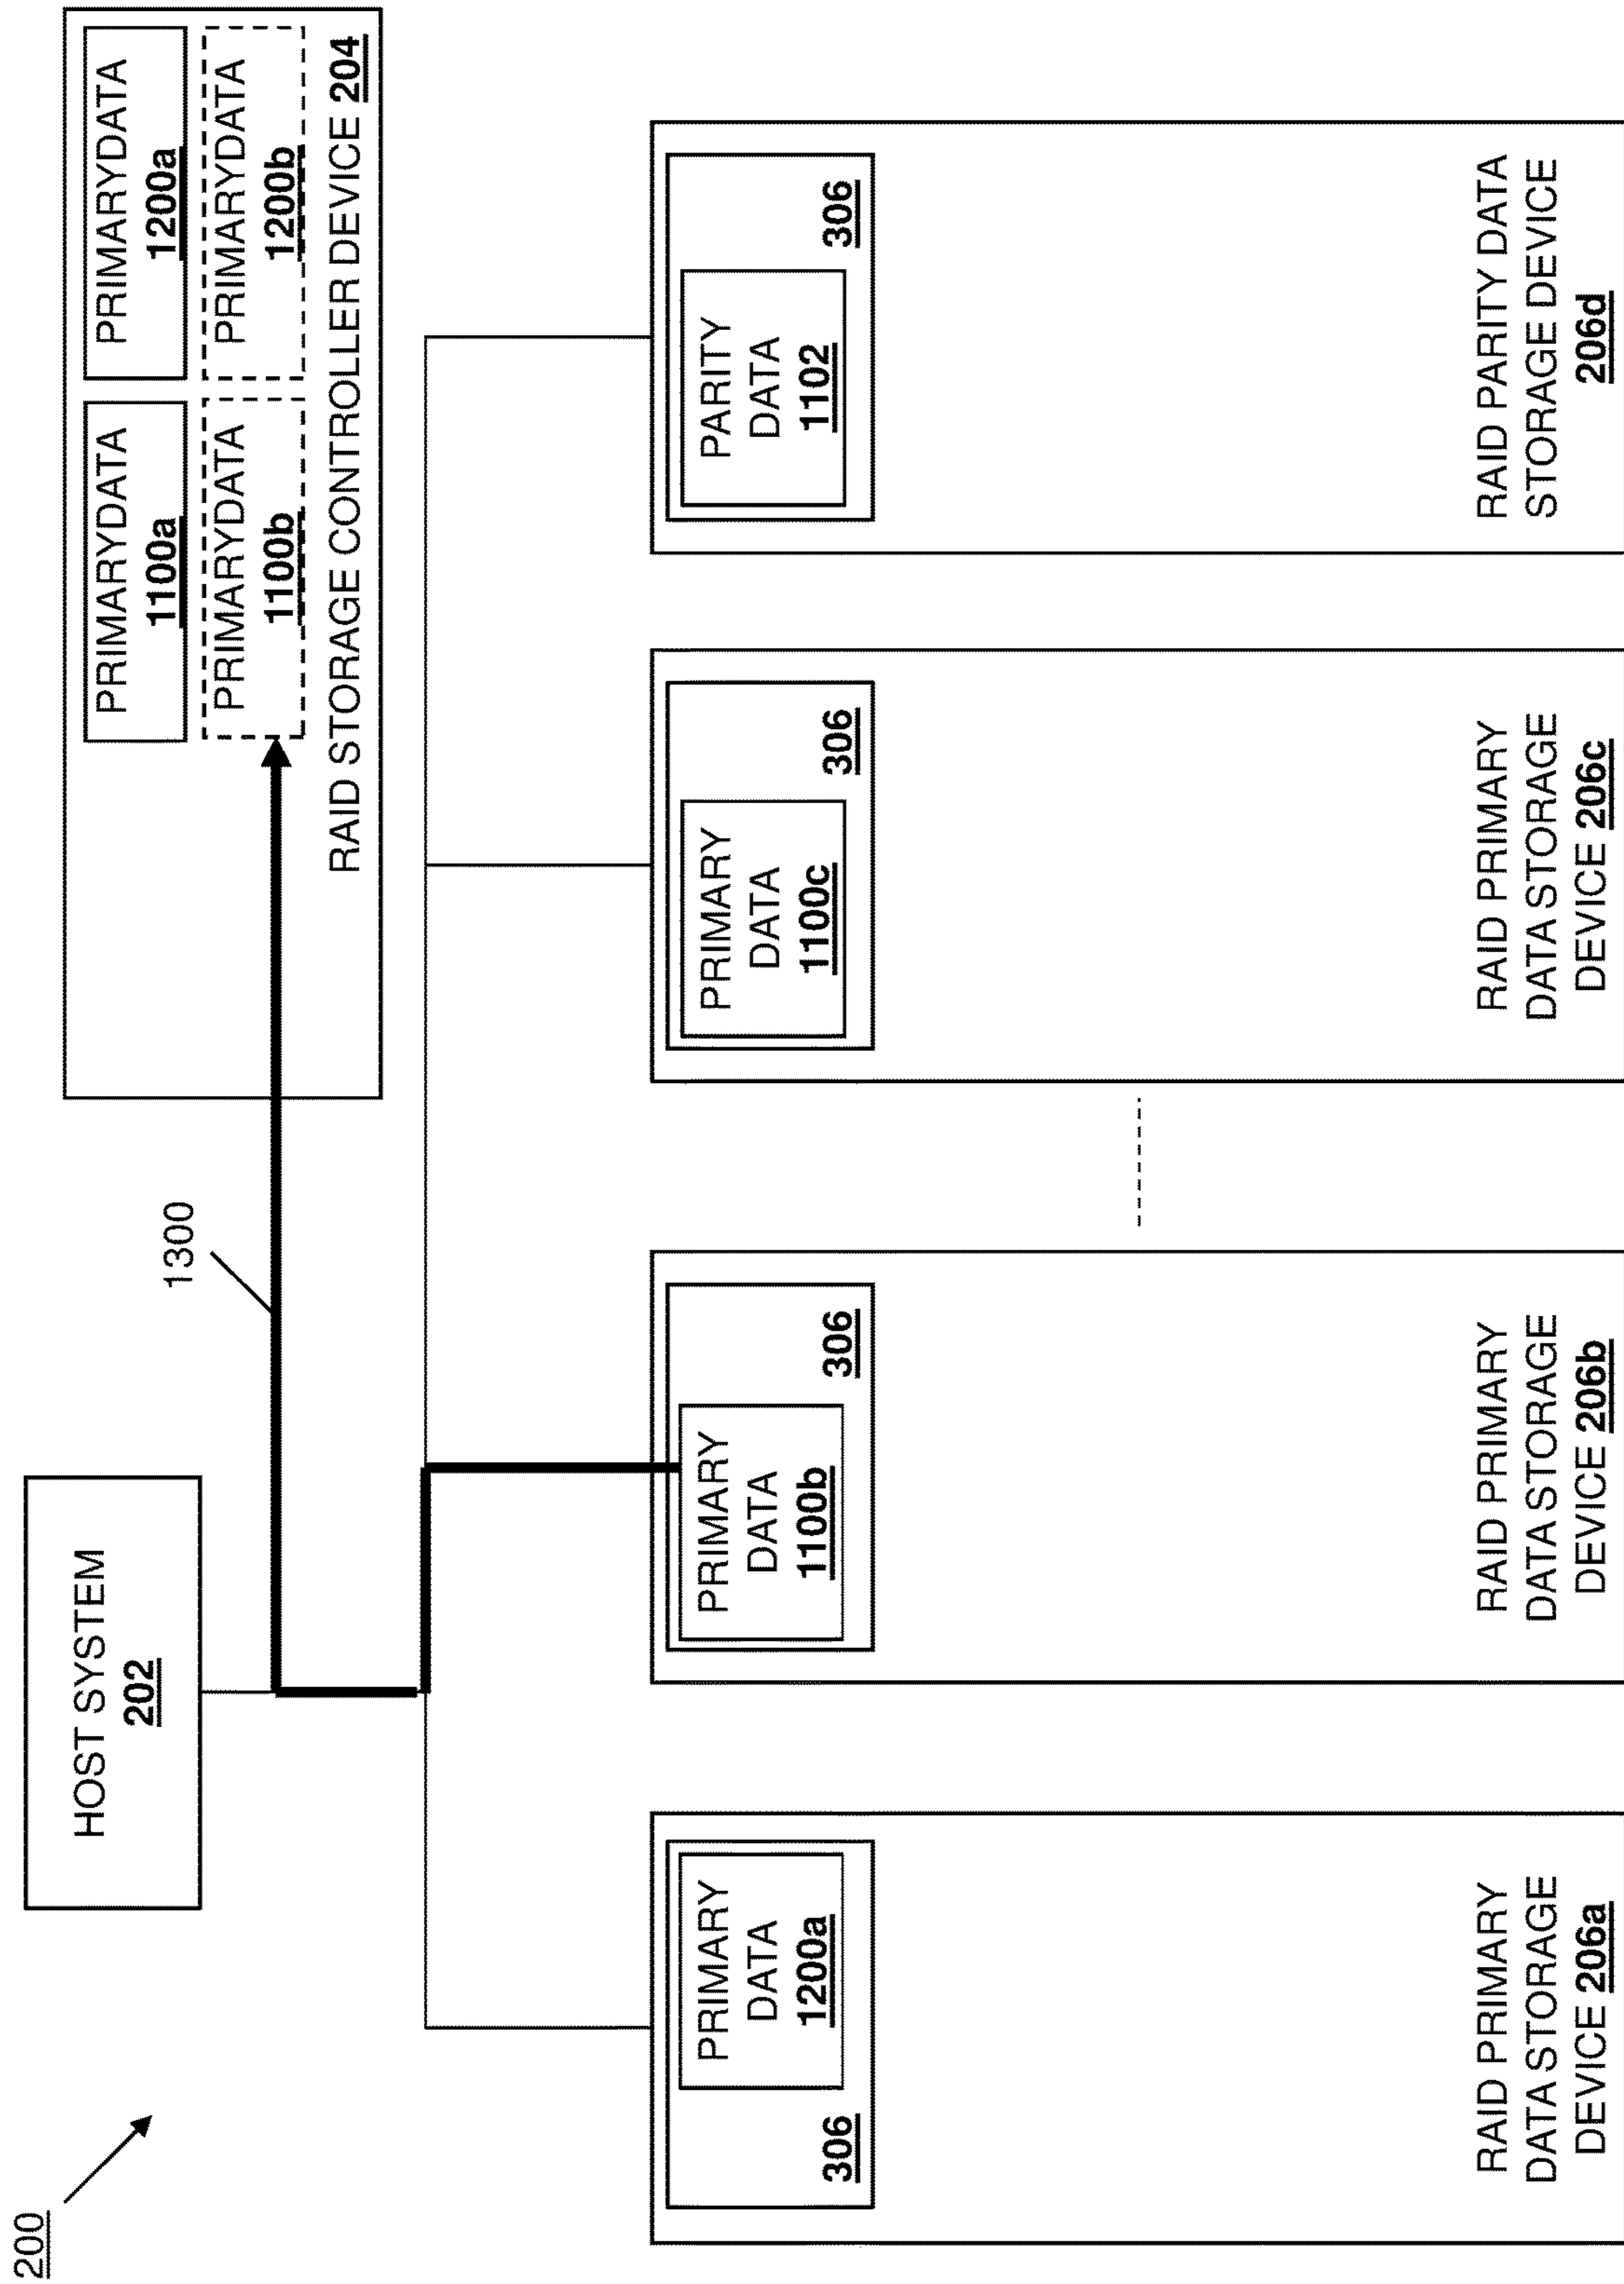 200
HOST SYSTEM
202
1300
PRIMARYDATA
1100a
PRIMARYDATA
1200a
PRIMARYDATA
1100b
PRIMARYDATA
1200b
RAID STORAGE CONTROLLER DEVICE 204
306
PRIMARY
DATA
1200a
RAID PRIMARY
DATA STORAGE
DEVICE 206a
PRIMARY
DATA
1100b
306
RAID PRIMARY
DATA STORAGE
DEVICE 206b
PRIMARY
DATA
1100c
306
RAID PRIMARY
DATA STORAGE
DEVICE 206c
PARITY
DATA
1102
306
RAID PARITY DATA
STORAGE DEVICE
206d